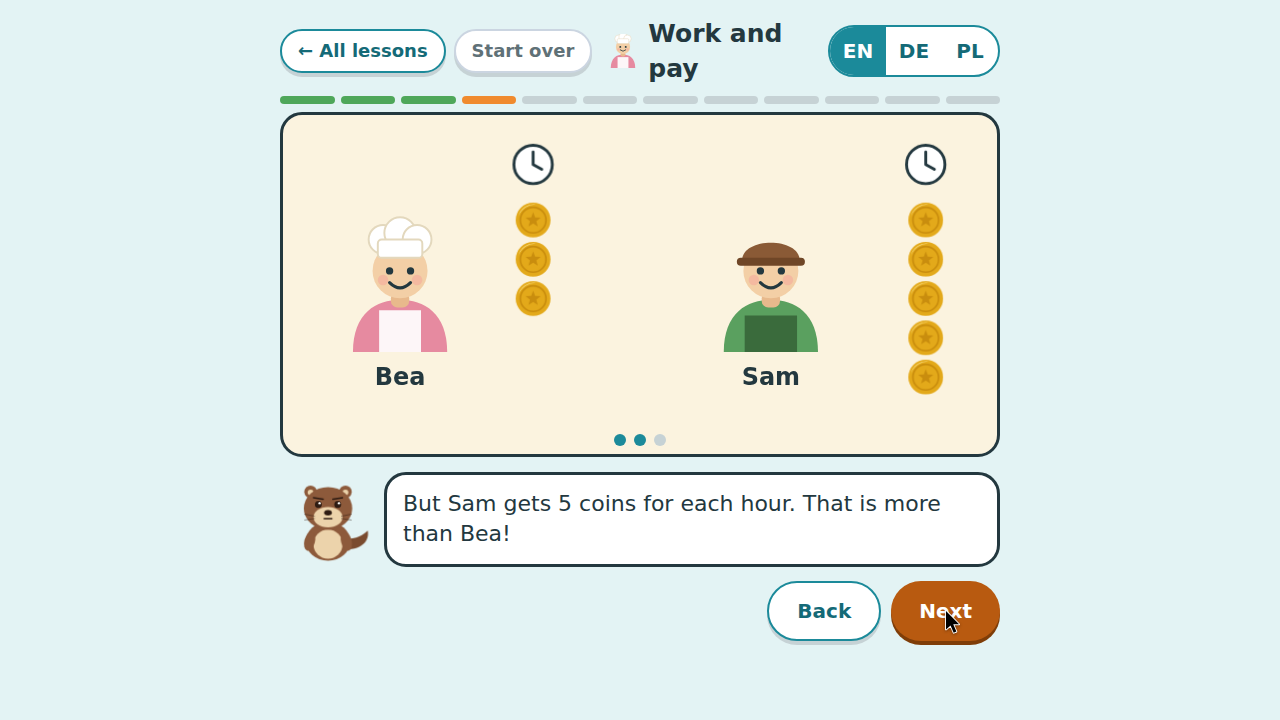 ← All lessons
Start over
Work and
pay
EN DE PL
Bea
Sam
But Sam gets 5 coins for each hour. That is more
than Bea!
Back
Next